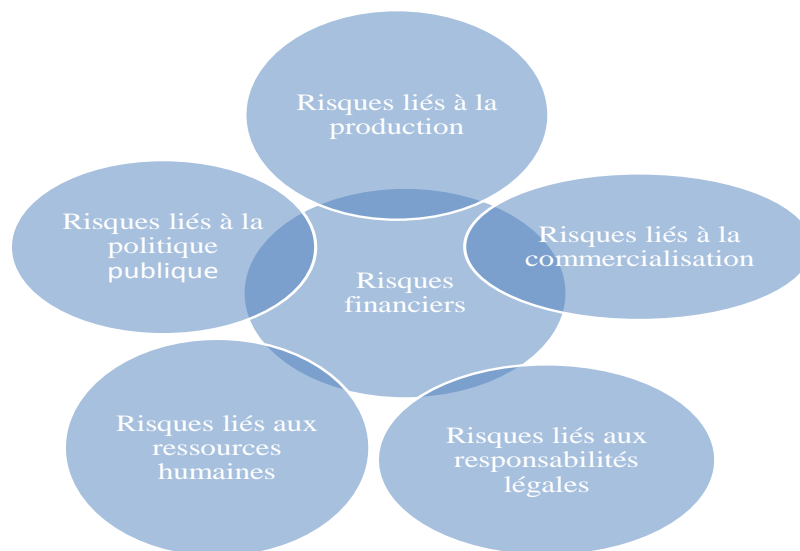 Risques liés à la
production
Risques liés à la
politique
publique
Risques liés à la
commercialisation
Risques
financiers
Risques liés aux
ressources
humaines
Risques liés aux
responsabilités
légales